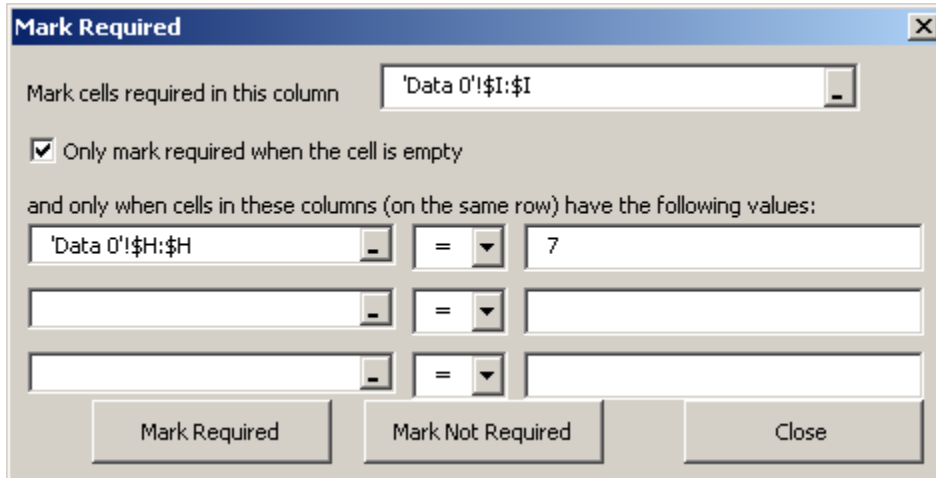 Mark Required
Mark cells required in this column 'Data 0'!$I:$I
Only mark required when the cell is empty
and only when cells in these columns (on the same row) have the following values:
'Data 0'!$H:$H = 7
=
=
Mark Required Mark Not Required Close